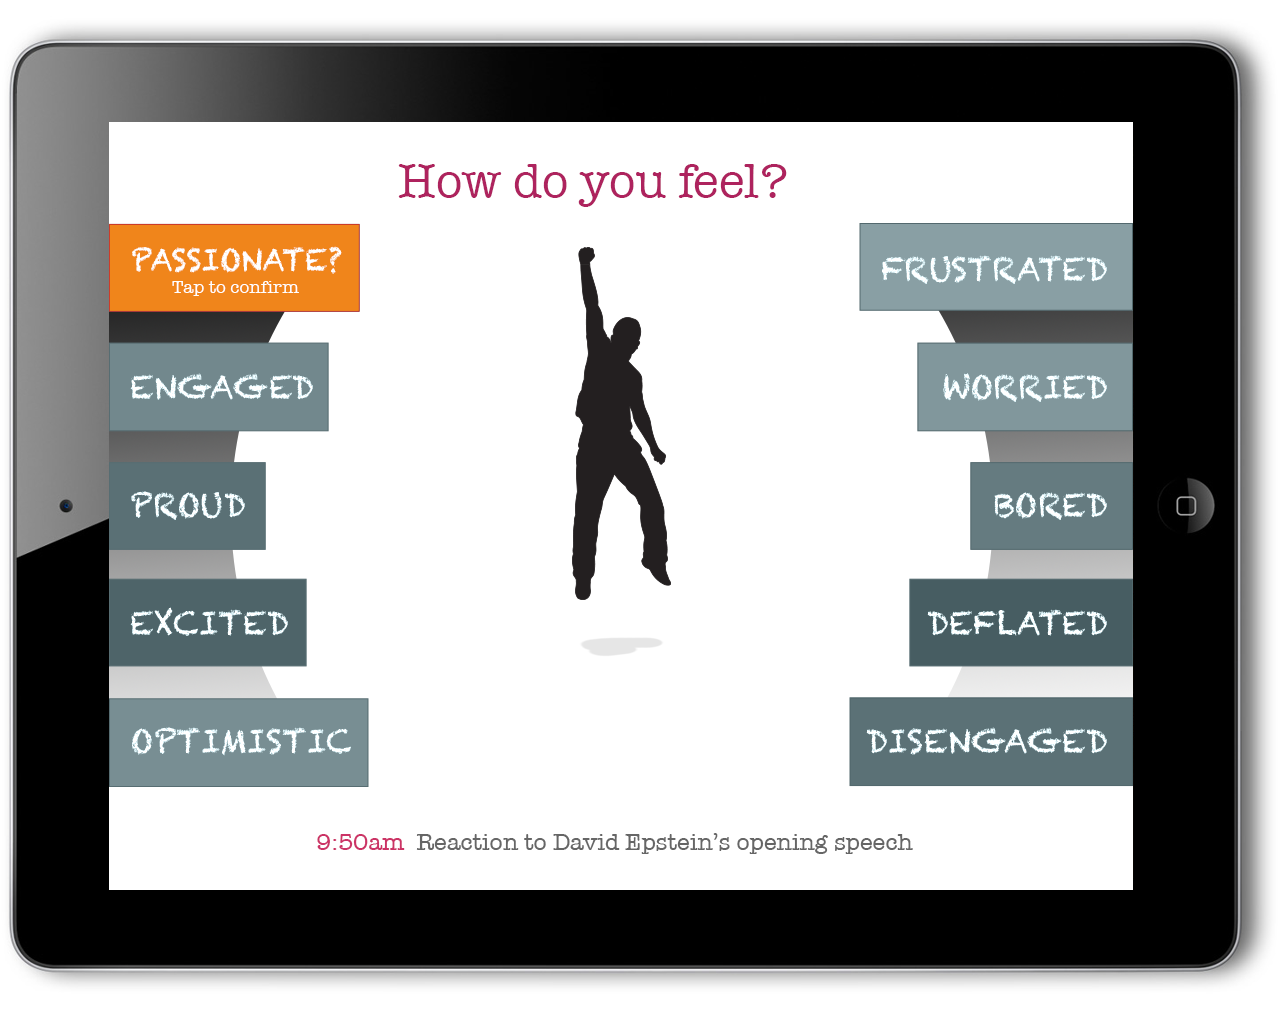 How do you feel?
PASSIONATE?
Tap to confirm
ENGAGED
PROUD
EXCITED
OPTIMISTIC
FRUSTRATED
WORRIED
BORED
DEFLATED
DISENGAGED
9:50am Reaction to David Epstein’s opening speech